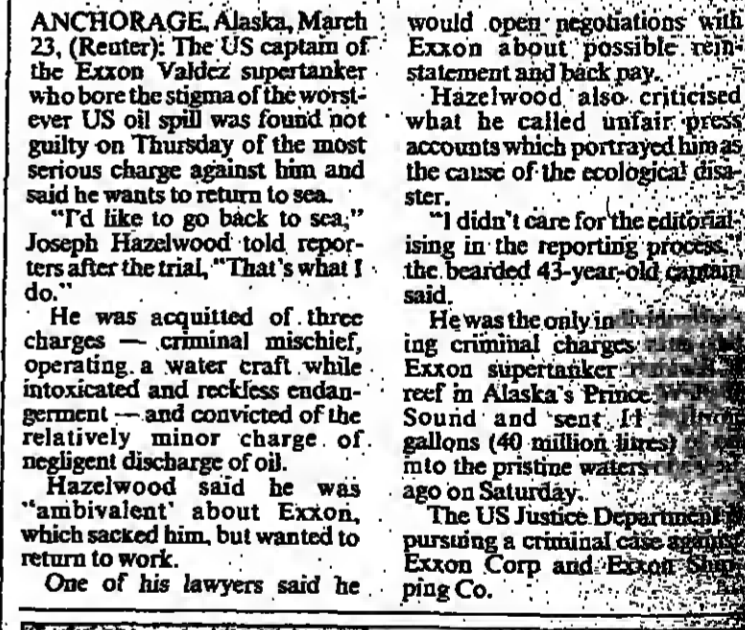 ANCHORAGE, Alaska, March
23, (Renter): The US captain of
the Exxon Valdez supertanker
who bore the stigma of the worst-
ever US oil spill was found not
guilty on Thursday of the most
serious charge against him and
said he wants to return to sea.
"I'd like to go back to sea,"
Joseph Hazelwood told repor-
ters after the trial, "That's what I
do."
He was acquitted of three
charges — criminal mischief,
operating a water craft while
intoxicated and reckless endan-
germent — and convicted of the
relatively minor charge of
negligent discharge of oil.
Hazelwood said he was
"ambivalent' about Exxon,
which sacked him, but wanted to
return to work.
One of his lawyers said he
would open negotiations with
Exxon about possible rein-
statement and back pay.
Hazelwood also criticised
what he called unfair press
accounts which portrayed him as
the cause of the ecological disa-
ster.
"I didn't care for the editorial-
ising in the reporting process,"
the bearded 43-year-old captain
said.
He was the only
ing criminal charges
Exxon supertanker
reef in Alaska's Prince
Sound and sent 11
gallons (40 million litres)
into the pristine waters
ago on Saturday.
The US Justice Department is
pursuing a criminal case against
Exxon Corp and Exxon Ship-
ping Co.